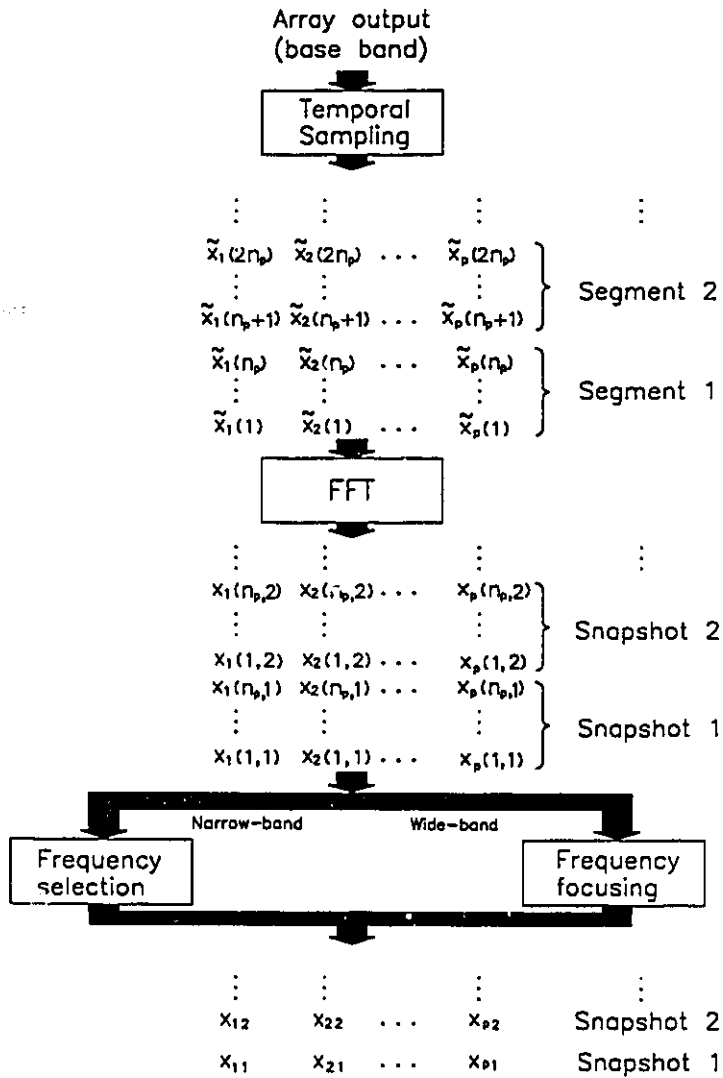 Array output
(base band)
Temporal
Sampling
⋮ ⋮ ⋮ ⋮
x̃₁(2nₚ) x̃₂(2nₚ) ... x̃ₚ(2nₚ)
⋮ ⋮ ⋮ Segment 2
x̃₁(nₚ+1) x̃₂(nₚ+1) ... x̃ₚ(nₚ+1)
x̃₁(nₚ) x̃₂(nₚ) ... x̃ₚ(nₚ)
⋮ ⋮ ⋮ Segment 1
x̃₁(1) x̃₂(1) ... x̃ₚ(1)
FFT
⋮ ⋮ ⋮ ⋮
x₁(nₚ,2) x₂(nₚ,2) ... xₚ(nₚ,2)
⋮ ⋮ ⋮ Snapshot 2
x₁(1,2) x₂(1,2) ... xₚ(1,2)
x₁(nₚ,1) x₂(nₚ,1) ... xₚ(nₚ,1)
⋮ ⋮ ⋮ Snapshot 1
x₁(1,1) x₂(1,1) ... xₚ(1,1)
Narrow-band Wide-band
Frequency
selection
Frequency
focusing
⋮ ⋮ ⋮ ⋮
x₁₂ x₂₂ ... xₚ₂ Snapshot 2
x₁₁ x₂₁ ... xₚ₁ Snapshot 1